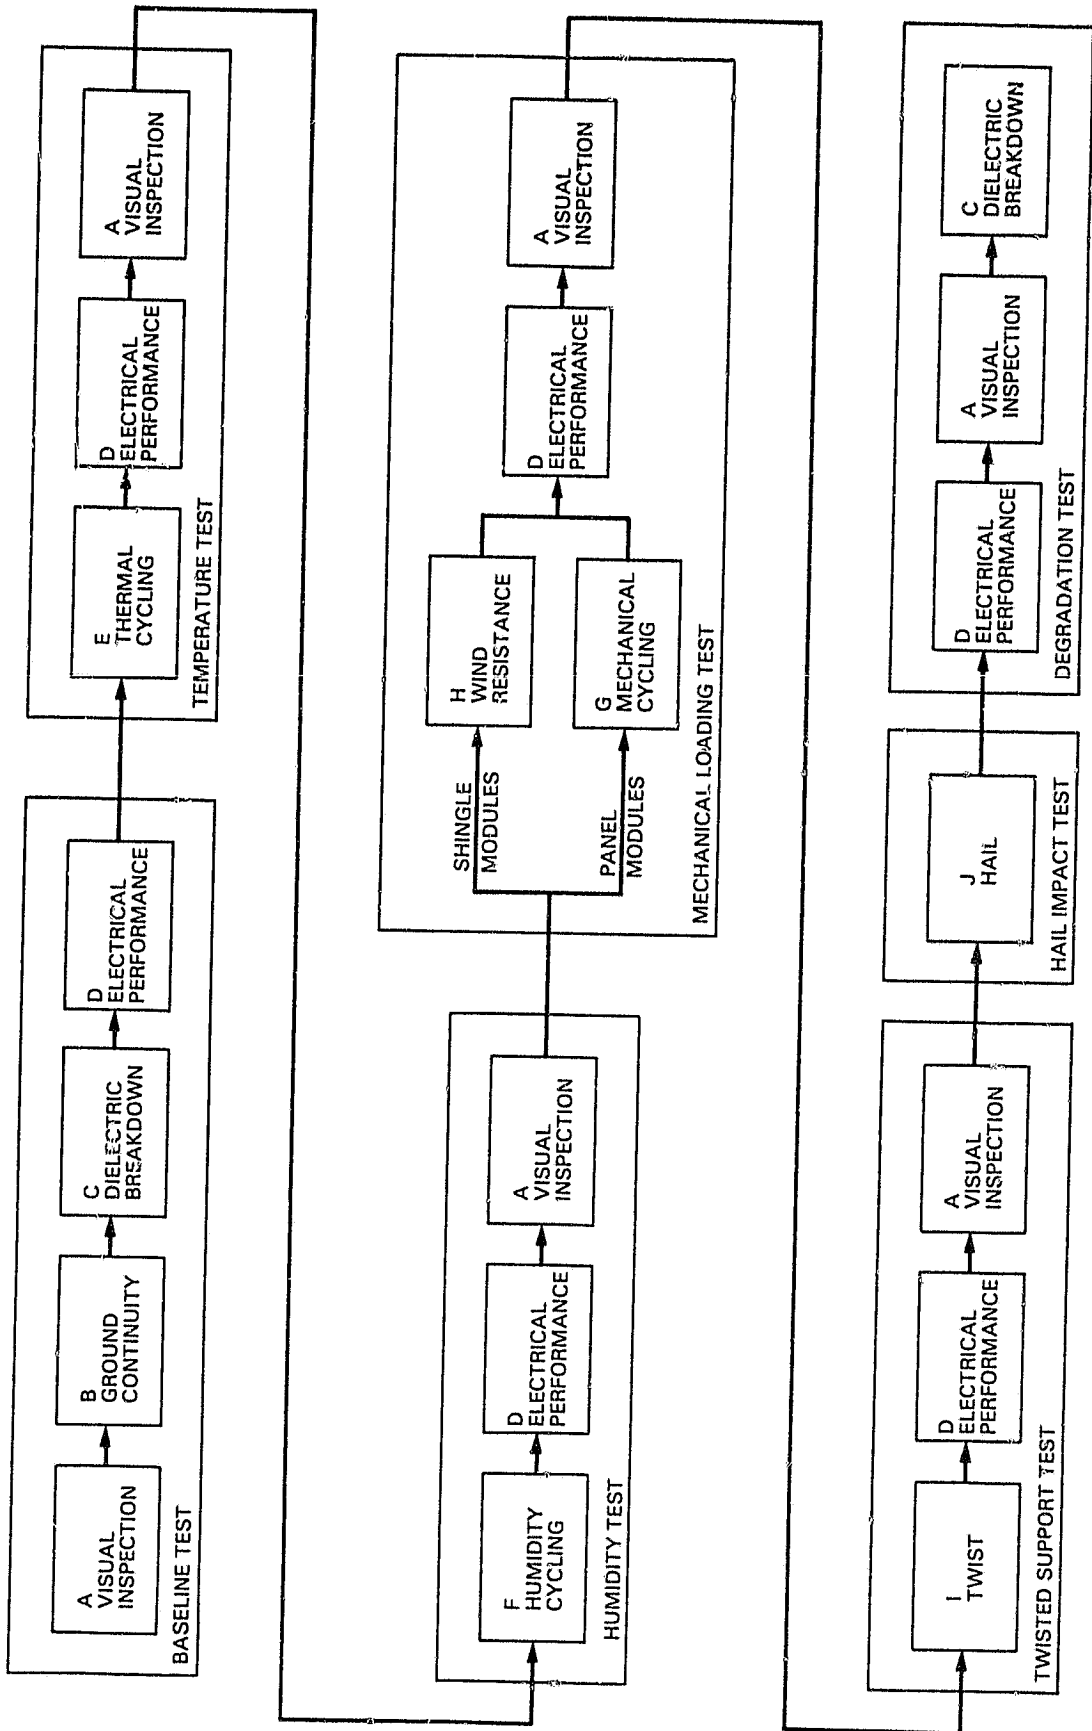 A
VISUAL
INSPECTION
B
GROUND
CONTINUITY
C
DIELECTRIC
BREAKDOWN
D
ELECTRICAL
PERFORMANCE
BASELINE TEST
E
THERMAL
CYCLING
D
ELECTRICAL
PERFORMANCE
A
VISUAL
INSPECTION
TEMPERATURE TEST
F
HUMIDITY
CYCLING
D
ELECTRICAL
PERFORMANCE
A
VISUAL
INSPECTION
HUMIDITY TEST
SHINGLE
MODULES
H
WIND
RESISTANCE
PANEL
MODULES
G
MECHANICAL
CYCLING
D
ELECTRICAL
PERFORMANCE
A
VISUAL
INSPECTION
MECHANICAL LOADING TEST
I
TWIST
D
ELECTRICAL
PERFORMANCE
A
VISUAL
INSPECTION
TWISTED SUPPORT TEST
J
HAIL
HAIL IMPACT TEST
D
ELECTRICAL
PERFORMANCE
A
VISUAL
INSPECTION
C
DIELECTRIC
BREAKDOWN
DEGRADATION TEST